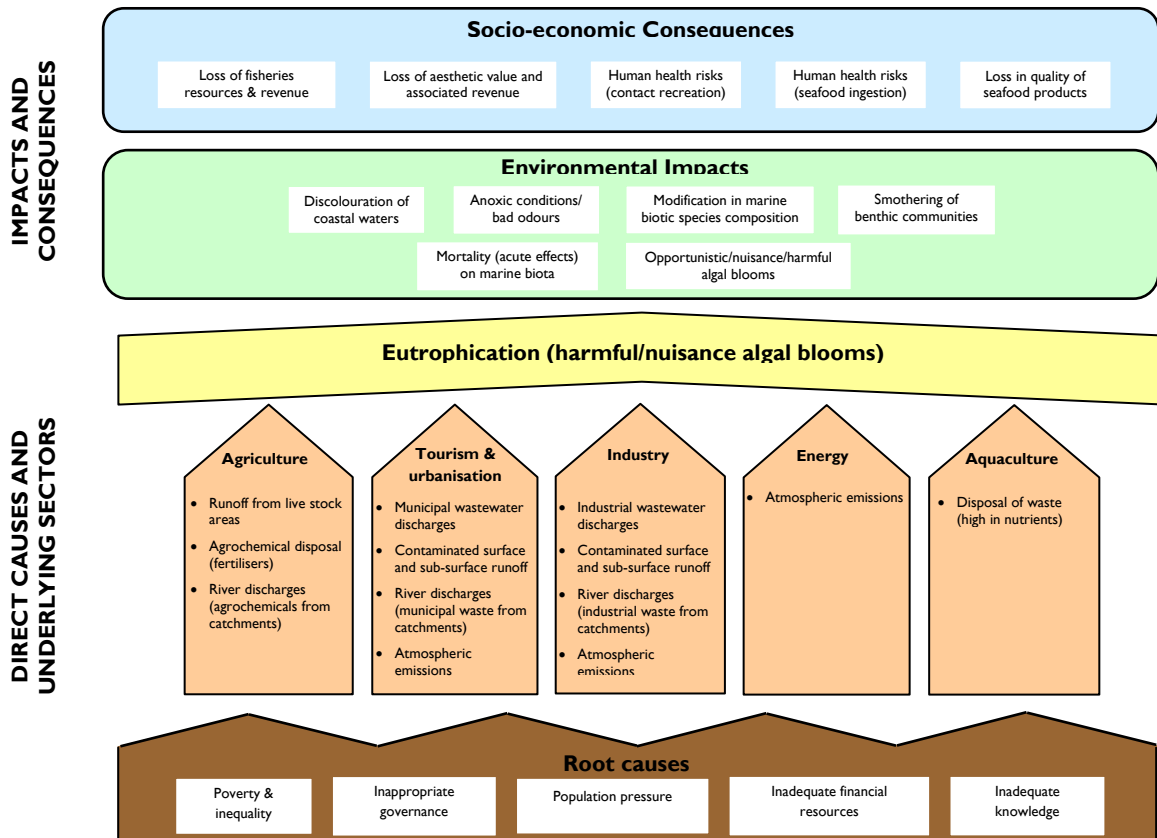 IMPACTS AND
CONSEQUENCES
Socio-economic Consequences
Loss of fisheries
resources & revenue
Loss of aesthetic value and
associated revenue
Human health risks
(contact recreation)
Human health risks
(seafood ingestion)
Loss in quality of
seafood products
Environmental Impacts
Discolouration of
coastal waters
Anoxic conditions/
bad odours
Modification in marine
biotic species composition
Smothering of
benthic communities
Mortality (acute effects)
on marine biota
Opportunistic/nuisance/harmful
algal blooms
DIRECT CAUSES AND
UNDERLYING SECTORS
Eutrophication (harful/nuisance algal blooms)
Agriculture
• Runoff from live stock
areas
• Agrochemical disposal
(fertilisers)
• River discharges
(agrochemicals from
catchments)
Tourism &
urbanisation
• Municipal wastewater
discharges
• Contaminated surface
and sub-surface runoff
• River discharges
(municipal waste from
catchments)
• Atmospheric
emissions
Industry
• Industrial wastewater
discharges
• Contaminated surface
and sub-surface runoff
• River discharges
(industrial waste from
catchments)
• Atmospheric
emissions
Energy
• Atmospheric emissions
Aquaculture
• Disposal of waste
(high in nutrients)
Root causes
Poverty &
inequality
Inappropriate
governance
Population pressure
Inadequate financial
resources
Inadequate
knowledge